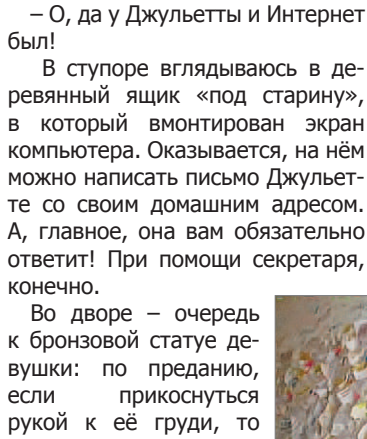 – О, да у Джульетты и Интернет
был!
В ступоре вглядываюсь в де-
ревянный ящик «под старину»,
в который вмонтирован экран
компьютера. Оказывается, на нём
можно написать письмо Джульет-
те со своим домашним адресом.
А, главное, она вам обязательно
ответит! При помощи секретаря,
конечно.
Во дворе – очередь
к бронзовой статуе де-
вушки: по преданию,
если прикоснуться
рукой к её груди, то